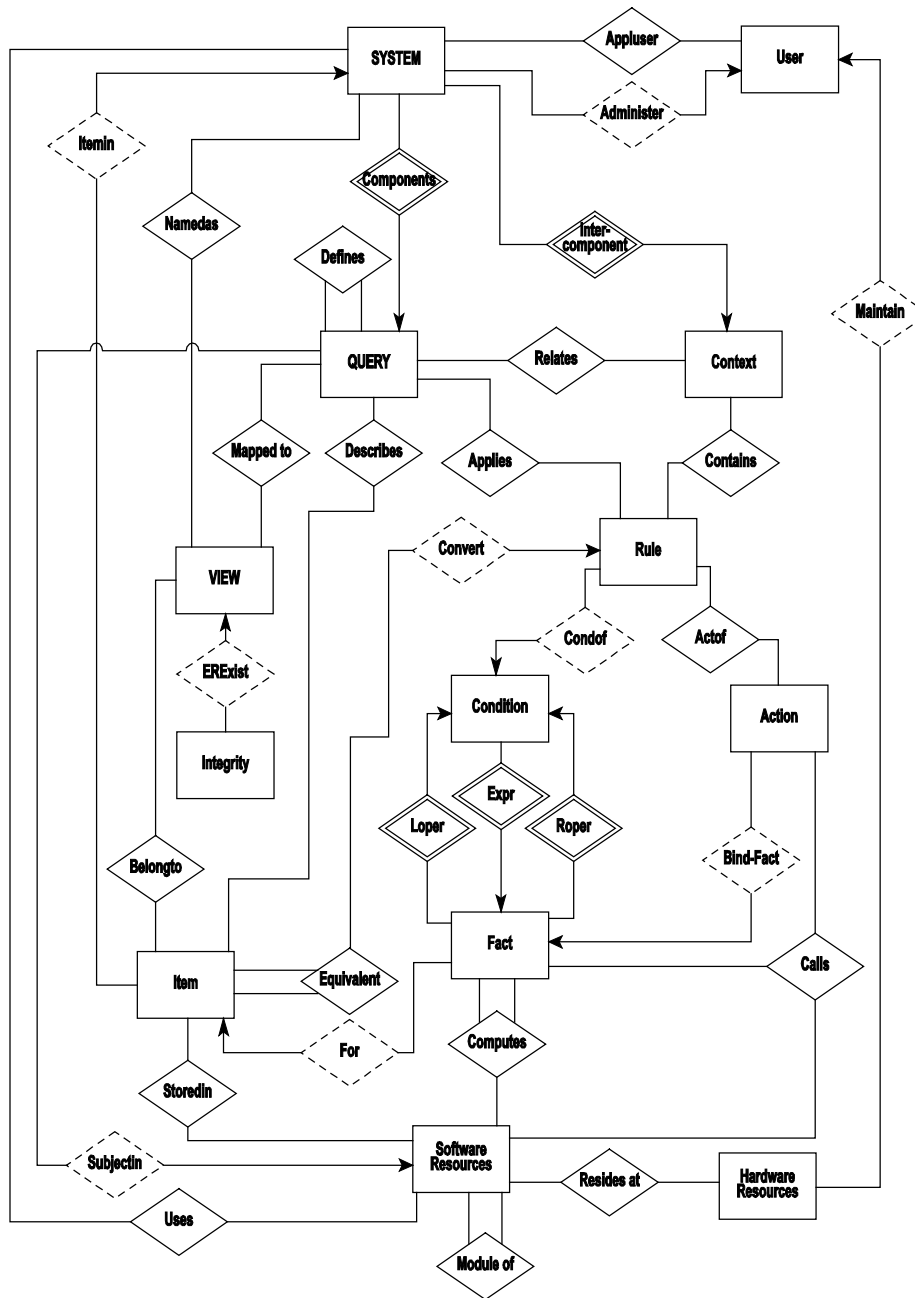 Appluser
SYSTEM
User
Administer
Itemin
Components
Namedas
Inter-
component
Defines
Maintain
QUERY
Relates
Context
Mapped to
Describes
Applies
Contains
Convert
Rule
VIEW
Condof
Actof
ERExist
Condition
Action
Integrity
Expr
Loper
Roper
Bind-Fact
Belongto
Fact
Item
Equivalent
Calls
For
Computes
Storedin
Software
Resources
Subjectin
Resides at
Hardware
Resources
Uses
Module of